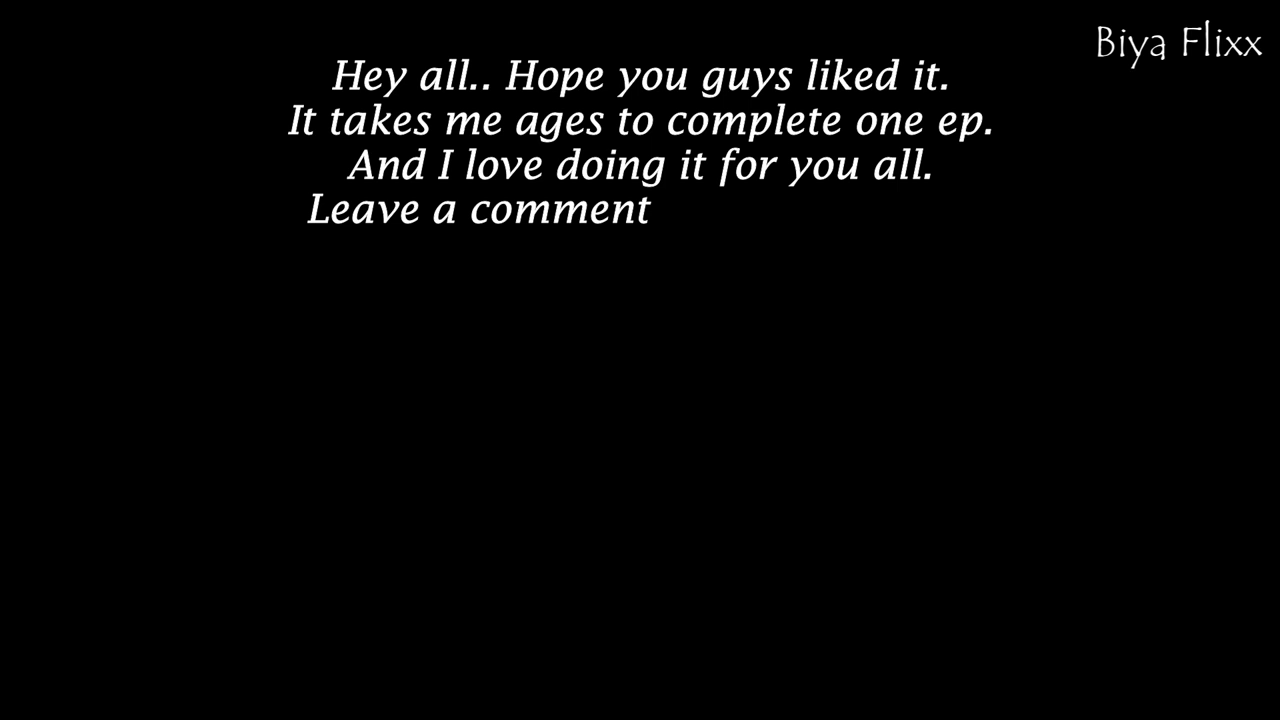 Biya Flixx
Hey all.. Hope you guys liked it.
It takes me ages to complete one ep.
And I love doing it for you all.
Leave a comment